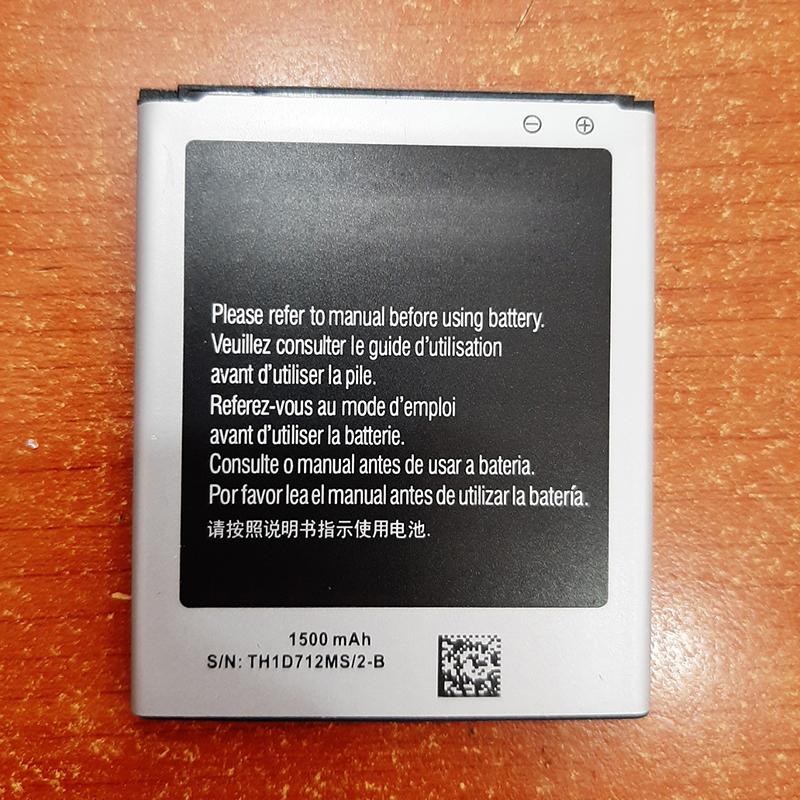 ⊖ ⊕
Please refer to manual before using battery.
Veuillez consulter le guide d'utilisation
avant d'utiliser la pile.
Referez-vous au mode d'emploi
avant d'utiliser la batterie.
Consulte o manual antes de usar a bateria.
Por favor lea el manual antes de utilizar la batería.
请按照说明书指示使用电池.
1500 mAh
S/N: TH1D712MS/2-B